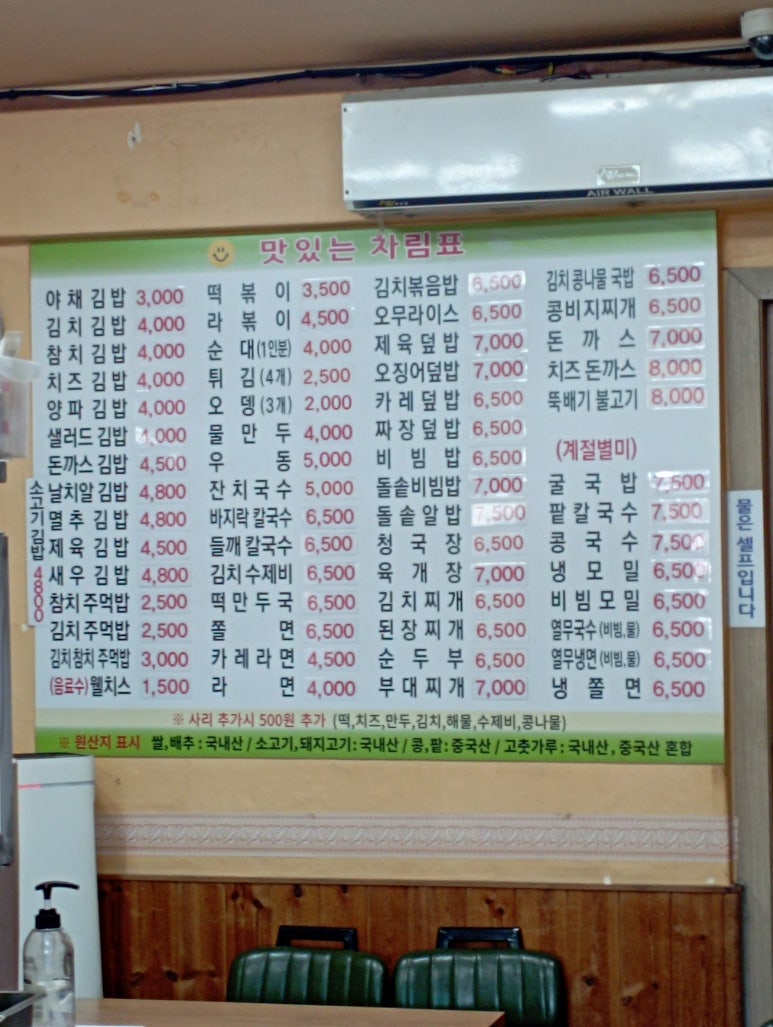 AIR WALL
맛있는 차림표
야채김밥 3,000
김치김밥 4,000
참치김밥 4,000
치즈김밥 4,000
양파김밥 4,000
샐러드김밥 4,000
돈까스김밥 4,500
날치알김밥 4,800
멸추김밥 4,800
제육김밥 4,500
새우김밥 4,800
참치주먹밥 2,500
김치주먹밥 2,500
김치참치주먹밥 3,000
(음료수)웰치스 1,500
소고기김밥 4800
떡볶이 3,500
라볶이 4,500
순대(1인분) 4,000
튀김(4개) 2,500
오뎅(3개) 2,000
물만두 4,000
우동 5,000
잔치국수 5,000
바지락칼국수 6,500
들깨칼국수 6,500
김치수제비 6,500
떡만두국 6,500
쫄면 6,500
카레라면 4,500
라면 4,000
김치볶음밥 6,500
오무라이스 6,500
제육덮밥 7,000
오징어덮밥 7,000
카레덮밥 6,500
짜장덮밥 6,500
비빔밥 6,500
돌솥비빔밥 7,000
돌솥알밥 7,500
청국장 6,500
육개장 7,000
김치찌개 6,500
된장찌개 6,500
순두부 6,500
부대찌개 7,000
김치콩나물국밥 6,500
콩비지찌개 6,500
돈까스 7,000
치즈돈까스 8,000
뚝배기불고기 8,000
(계절별미)
굴국밥 7,500
팥칼국수 7,500
콩국수 7,500
냉모밀 6,500
비빔모밀 6,500
열무국수(비빔,물) 6,500
열무냉면(비빔,물) 6,500
냉쫄면 6,500
※ 사리 추가시 500원 추가 (떡,치즈,만두,김치,해물,수제비,콩나물)
※ 원산지 표시 쌀,배추:국내산 / 소고기,돼지고기:국내산 / 콩,팥:중국산 / 고춧가루:국내산, 중국산 혼합
물은 셀프입니다